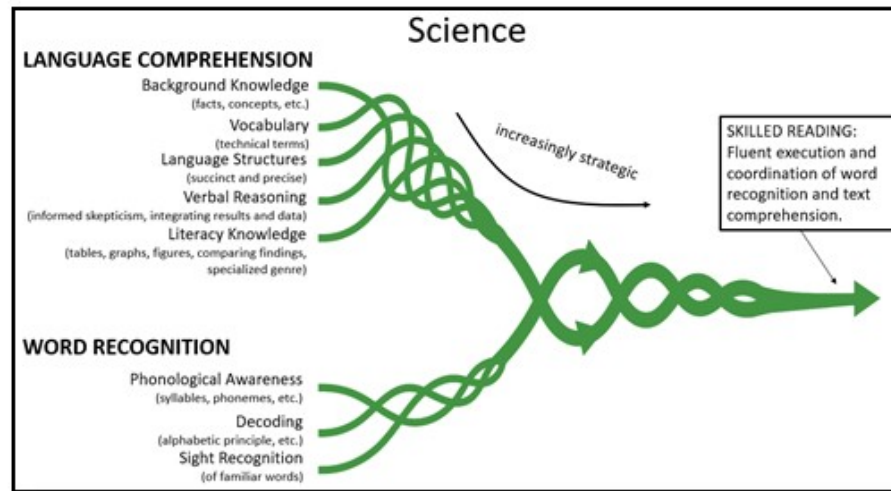 Science
LANGUAGE COMPREHENSION
Background Knowledge
(facts, concepts, etc.)
Vocabulary
(technical terms)
Language Structures
(succinct and precise)
Verbal Reasoning
(informed skepticism, integrating results and data)
Literacy Knowledge
(tables, graphs, figures, comparing findings,
specialized genre)
increasingly strategic
SKILLED READING:
Fluent execution and
coordination of word
recognition and text
comprehension.
WORD RECOGNITION
Phonological Awareness
(syllables, phonemes, etc.)
Decoding
(alphabetic principle, etc.)
Sight Recognition
(of familiar words)